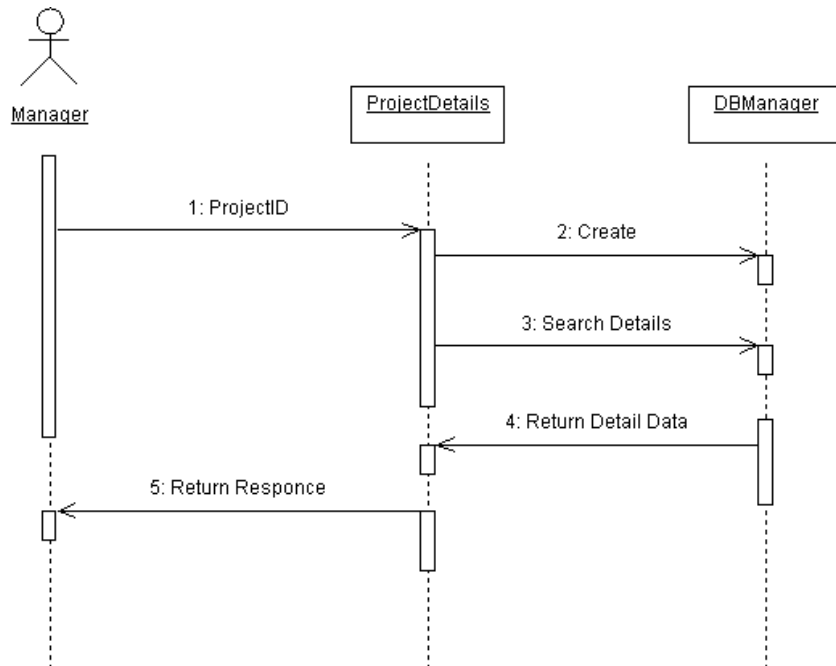 Manager
ProjectDetails
DBManager
1: ProjectID
2: Create
3: Search Details
4: Return Detail Data
5: Return Responce